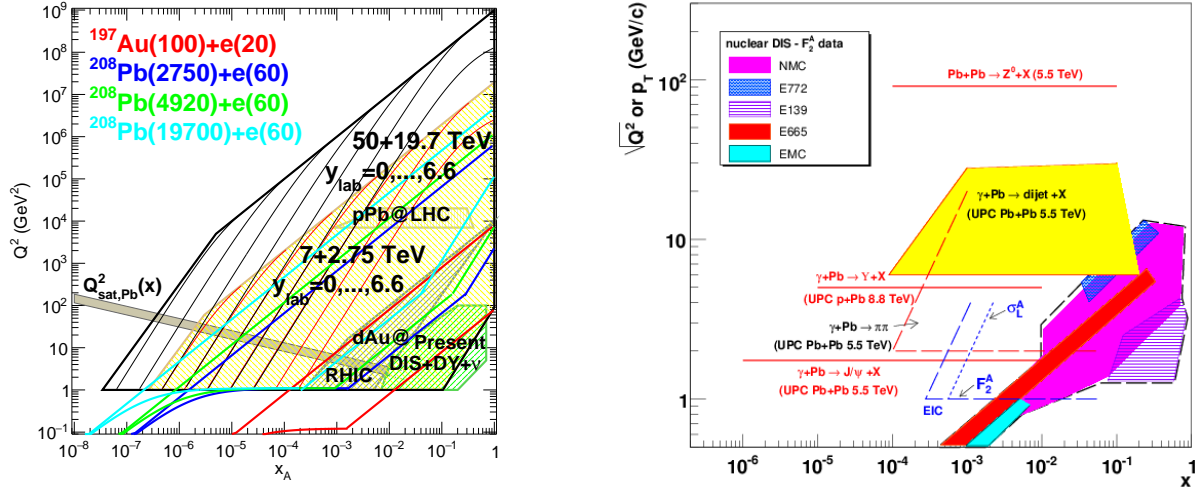 10⁹
10⁸
10⁷
10⁶
10⁵
10⁴
10³
10²
10
1
10⁻¹
Q² (GeV²)
¹⁹⁷Au(100)+e(20)
²⁰⁸Pb(2750)+e(60)
²⁰⁸Pb(4920)+e(60)
²⁰⁸Pb(19700)+e(60)
50+19.7 TeV
y_lab=0,...,6.6
pPb@LHC
7+2.75 TeV
y_lab=0,...,6.6
Q²_sat,Pb(x)
dAu@
RHIC
Present
DIS+DY+ν
10⁻⁸ 10⁻⁷ 10⁻⁶ 10⁻⁵ 10⁻⁴ 10⁻³ 10⁻² 10⁻¹ 1
x_A
√Q² or p_T (GeV/c)
10²
10
1
nuclear DIS - F₂ᴬ data
NMC
E772
E139
E665
EMC
Pb+Pb → Z⁰+X (5.5 TeV)
γ+Pb → dijet +X
(UPC Pb+Pb 5.5 TeV)
γ+Pb → Υ+X
(UPC p+Pb 8.8 TeV)
γ+Pb → ππ
(UPC Pb+Pb 5.5 TeV)
γ+Pb → J/ψ +X
(UPC Pb+Pb 5.5 TeV)
σ_Lᴬ
F₂ᴬ
EIC
10⁻⁶ 10⁻⁵ 10⁻⁴ 10⁻³ 10⁻² 10⁻¹ 1
x